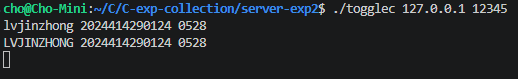 cho@Cho-Mini:~/C/C-exp-collection/server-exp2$ ./togglec 127.0.0.1 12345
lvjinzhong 2024414290124 0528
LVJINZHONG 2024414290124 0528